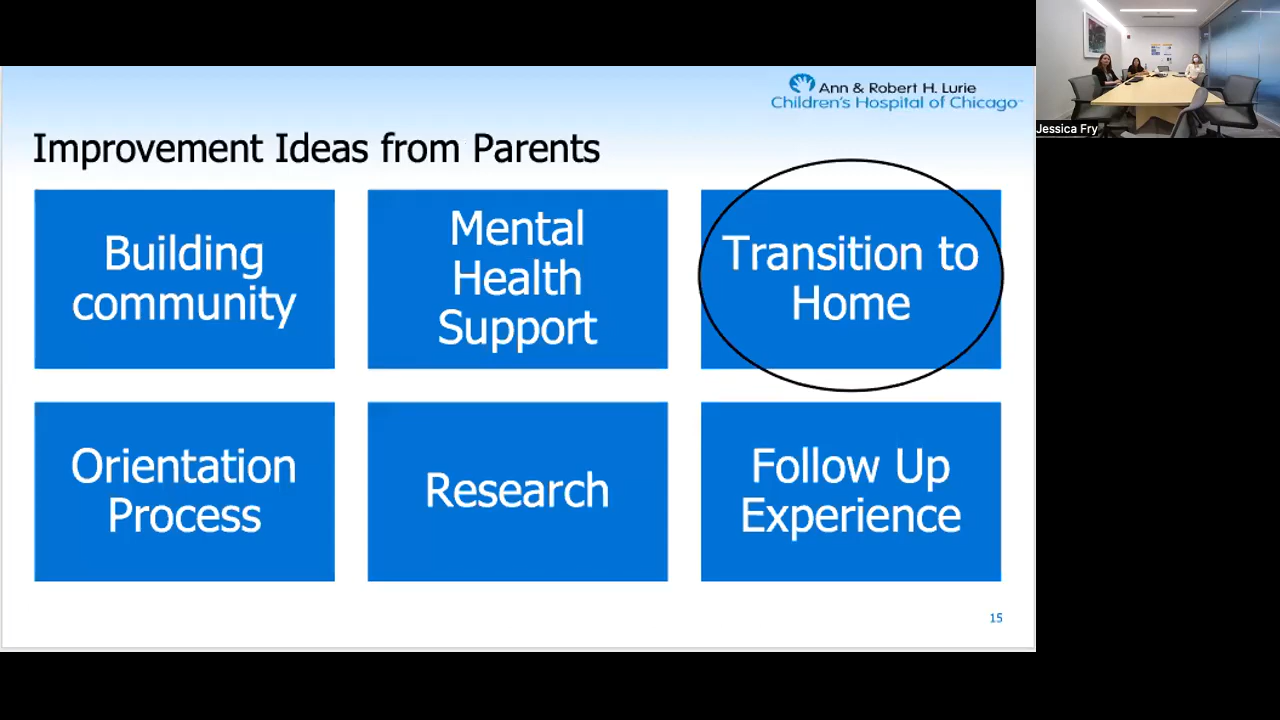 Ann & Robert H. Lurie
Children's Hospital of Chicago
Jessica Fry
Improvement Ideas from Parents
Building
community
Mental
Health
Support
Transition to
Home
Orientation
Process
Research
Follow Up
Experience
15